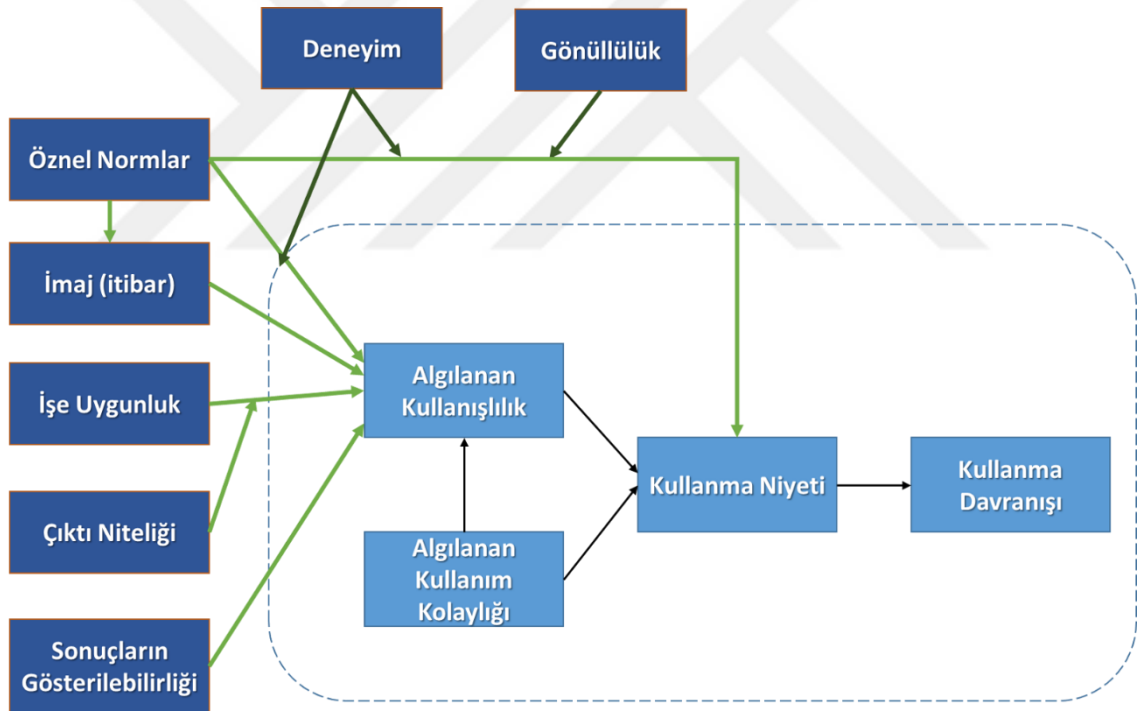 Deneyim
Gönüllülük
Öznel Normlar
İmaj (itibar)
İşe Uygunluk
Çıktı Niteliği
Sonuçların
Gösterilebilirliği
Algılanan
Kullanışlılık
Algılanan
Kullanım
Kolaylığı
Kullanma Niyeti
Kullanma
Davranışı